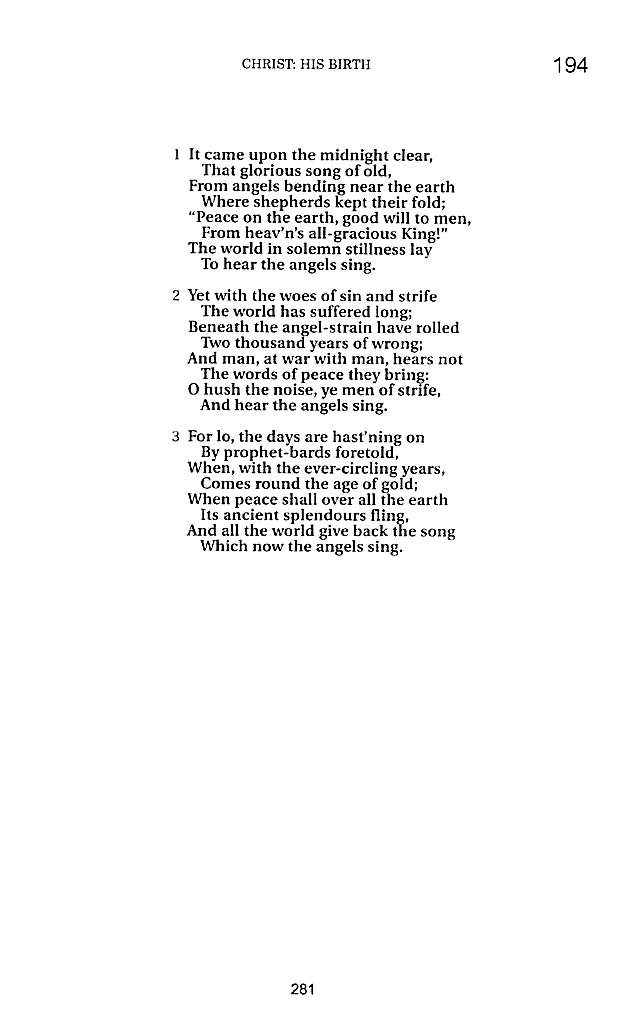 CHRIST: HIS BIRTH 194
1 It came upon the midnight clear,
That glorious song of old,
From angels bending near the earth
Where shepherds kept their fold;
“Peace on the earth, good will to men,
From heav’n’s all-gracious King!”
The world in solemn stillness lay
To hear the angels sing.
2 Yet with the woes of sin and strife
The world has suffered long;
Beneath the angel-strain have rolled
Two thousand years of wrong;
And man, at war with man, hears not
The words of peace they bring:
O hush the noise, ye men of strife,
And hear the angels sing.
3 For lo, the days are hast’ning on
By prophet-bards foretold,
When, with the ever-circling years,
Comes round the age of gold;
When peace shall over all the earth
Its ancient splendours fling,
And all the world give back the song
Which now the angels sing.
281